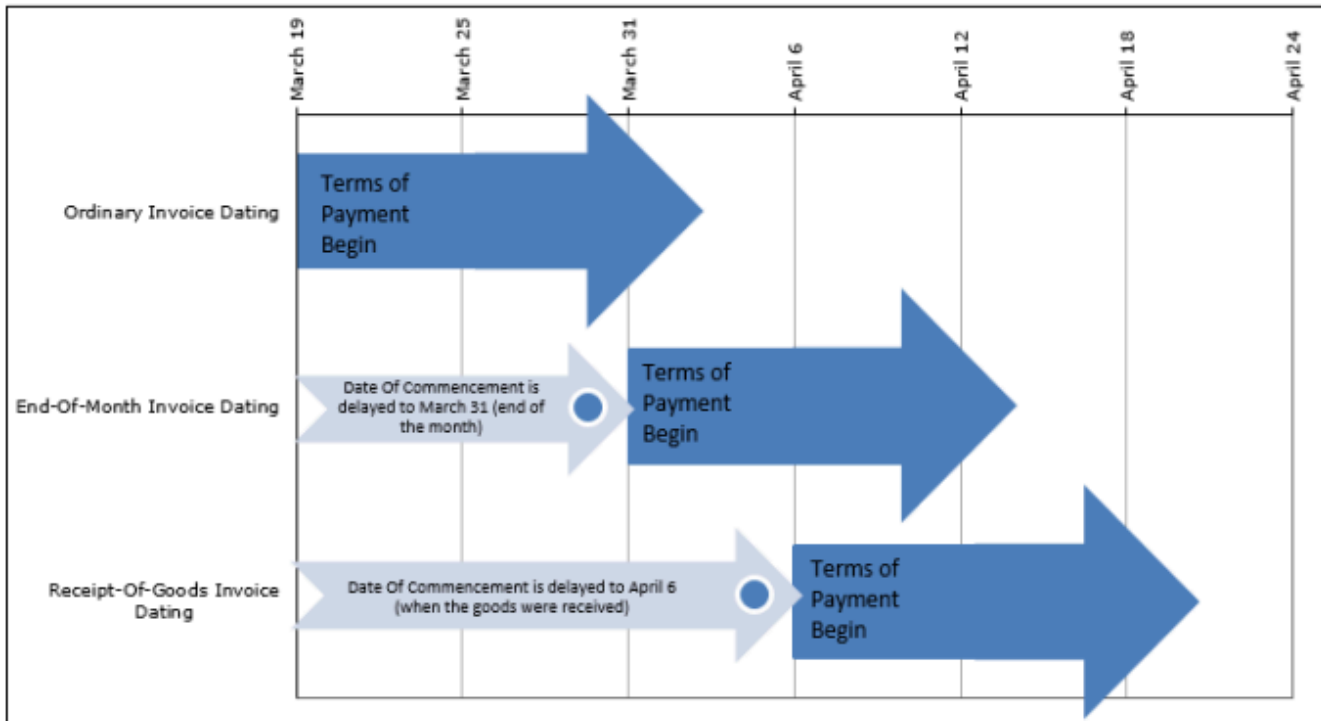 March 19
March 25
March 31
April 6
April 12
April 18
April 24
Ordinary Invoice Dating
Terms of
Payment
Begin
End-Of-Month Invoice Dating
Date Of Commencement is
delayed to March 31 (end of
the month)
Terms of
Payment
Begin
Receipt-Of-Goods Invoice
Dating
Date Of Commencement is delayed to April 6
(when the goods were received)
Terms of
Payment
Begin